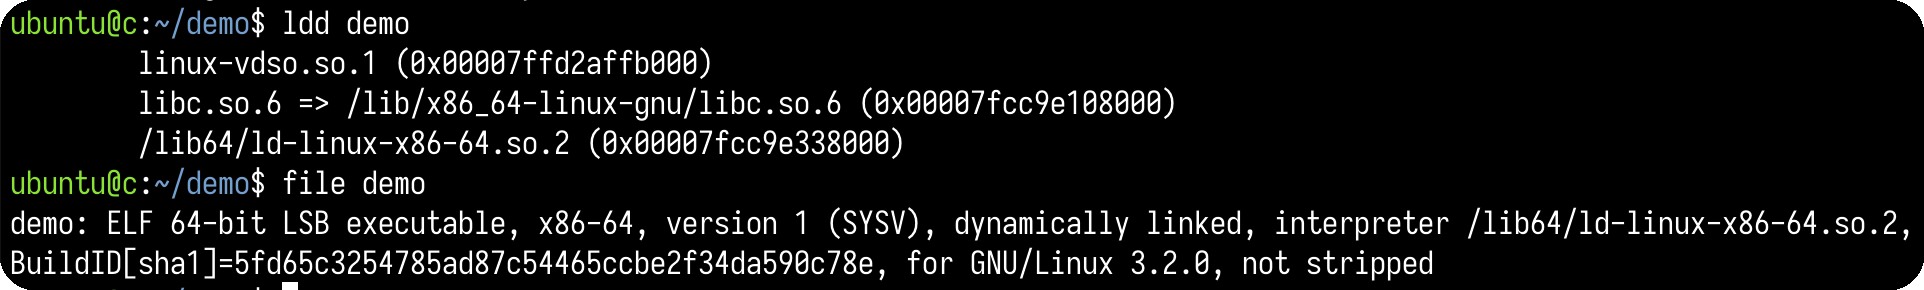 ubuntu@c:~/demo$ ldd demo
linux-vdso.so.1 (0x00007ffd2affb000)
libc.so.6 => /lib/x86_64-linux-gnu/libc.so.6 (0x00007fcc9e108000)
/lib64/ld-linux-x86-64.so.2 (0x00007fcc9e338000)
ubuntu@c:~/demo$ file demo
demo: ELF 64-bit LSB executable, x86-64, version 1 (SYSV), dynamically linked, interpreter /lib64/ld-linux-x86-64.so.2,
BuildID[sha1]=5fd65c3254785ad87c54465ccbe2f34da590c78e, for GNU/Linux 3.2.0, not stripped